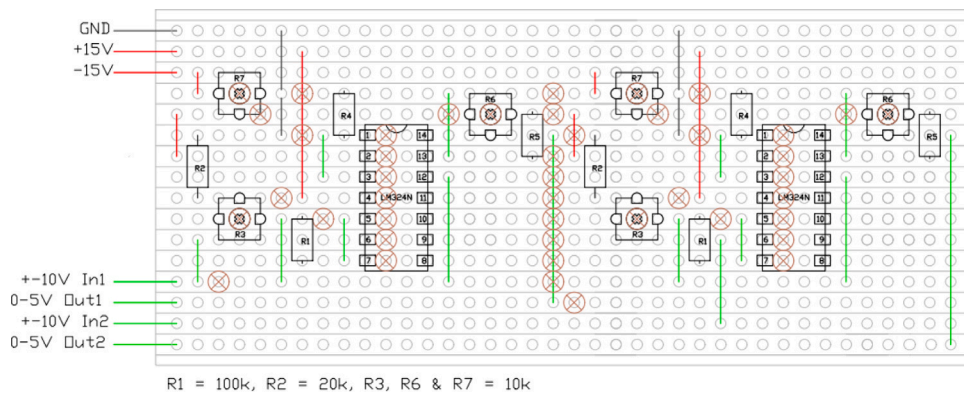 GND
+15V
-15V
R7
R6
R4
R5
R2
R3
R1
1 14
2 13
3 12
4 LM324N 11
5 10
6 9
7 8
R7
R6
R4
R5
R2
R3
R1
1 14
2 13
3 12
4 LM324N 11
5 10
6 9
7 8
+-10V In1
0-5V Out1
+-10V In2
0-5V Out2
R1 = 100k, R2 = 20k, R3, R6 & R7 = 10k